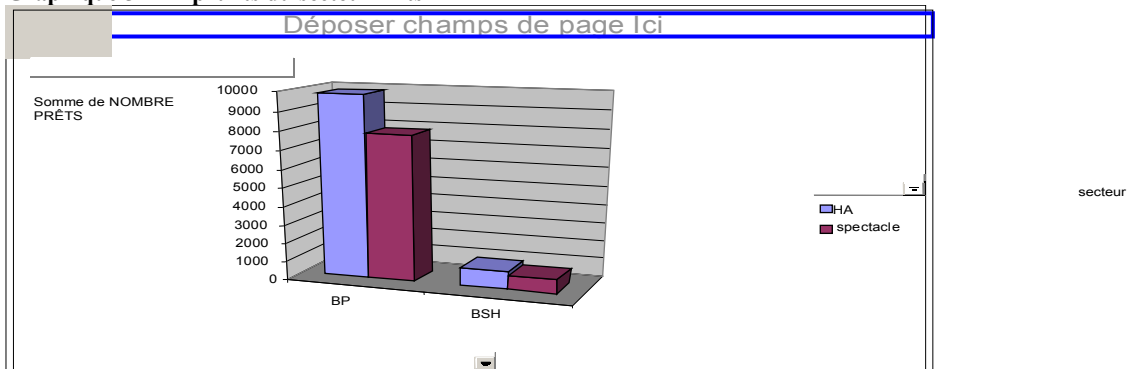 Déposer champs de page Ici
Somme de NOMBRE
PRÊTS
10000
9000
8000
7000
6000
5000
4000
3000
2000
1000
0
BP
BSH
secteur
HA
spectacle